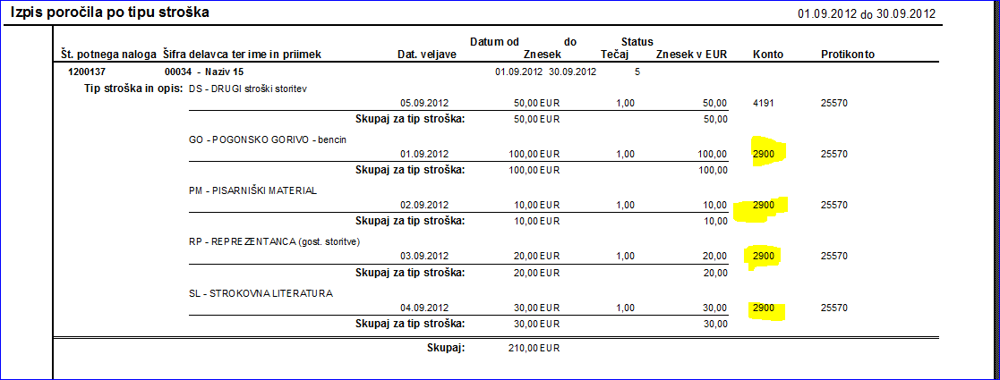 Izpis poročila po tipu stroška 01.09.2012 do 30.09.2012
Datum od do Status
Št. potnega naloga Šifra delavca ter ime in priimek Dat. veljave Znesek Tečaj Znesek v EUR Konto Protikonto
1200137 00034 - Naziv 15 01.09.2012 30.09.2012 5
Tip stroška in opis: DS - DRUGI stroški storitev
05.09.2012 50,00 EUR 1,00 50,00 4191 25570
Skupaj za tip stroška: 50,00 EUR 50,00
GO - POGONSKO GORIVO - bencin
01.09.2012 100,00 EUR 1,00 100,00 2900 25570
Skupaj za tip stroška: 100,00 EUR 100,00
PM - PISARNIŠKI MATERIAL
02.09.2012 10,00 EUR 1,00 10,00 2900 25570
Skupaj za tip stroška: 10,00 EUR 10,00
RP - REPREZENTANCA (gost. storitve)
03.09.2012 20,00 EUR 1,00 20,00 2900 25570
Skupaj za tip stroška: 20,00 EUR 20,00
SL - STROKOVNA LITERATURA
04.09.2012 30,00 EUR 1,00 30,00 2900 25570
Skupaj za tip stroška: 30,00 EUR 30,00
Skupaj: 210,00 EUR